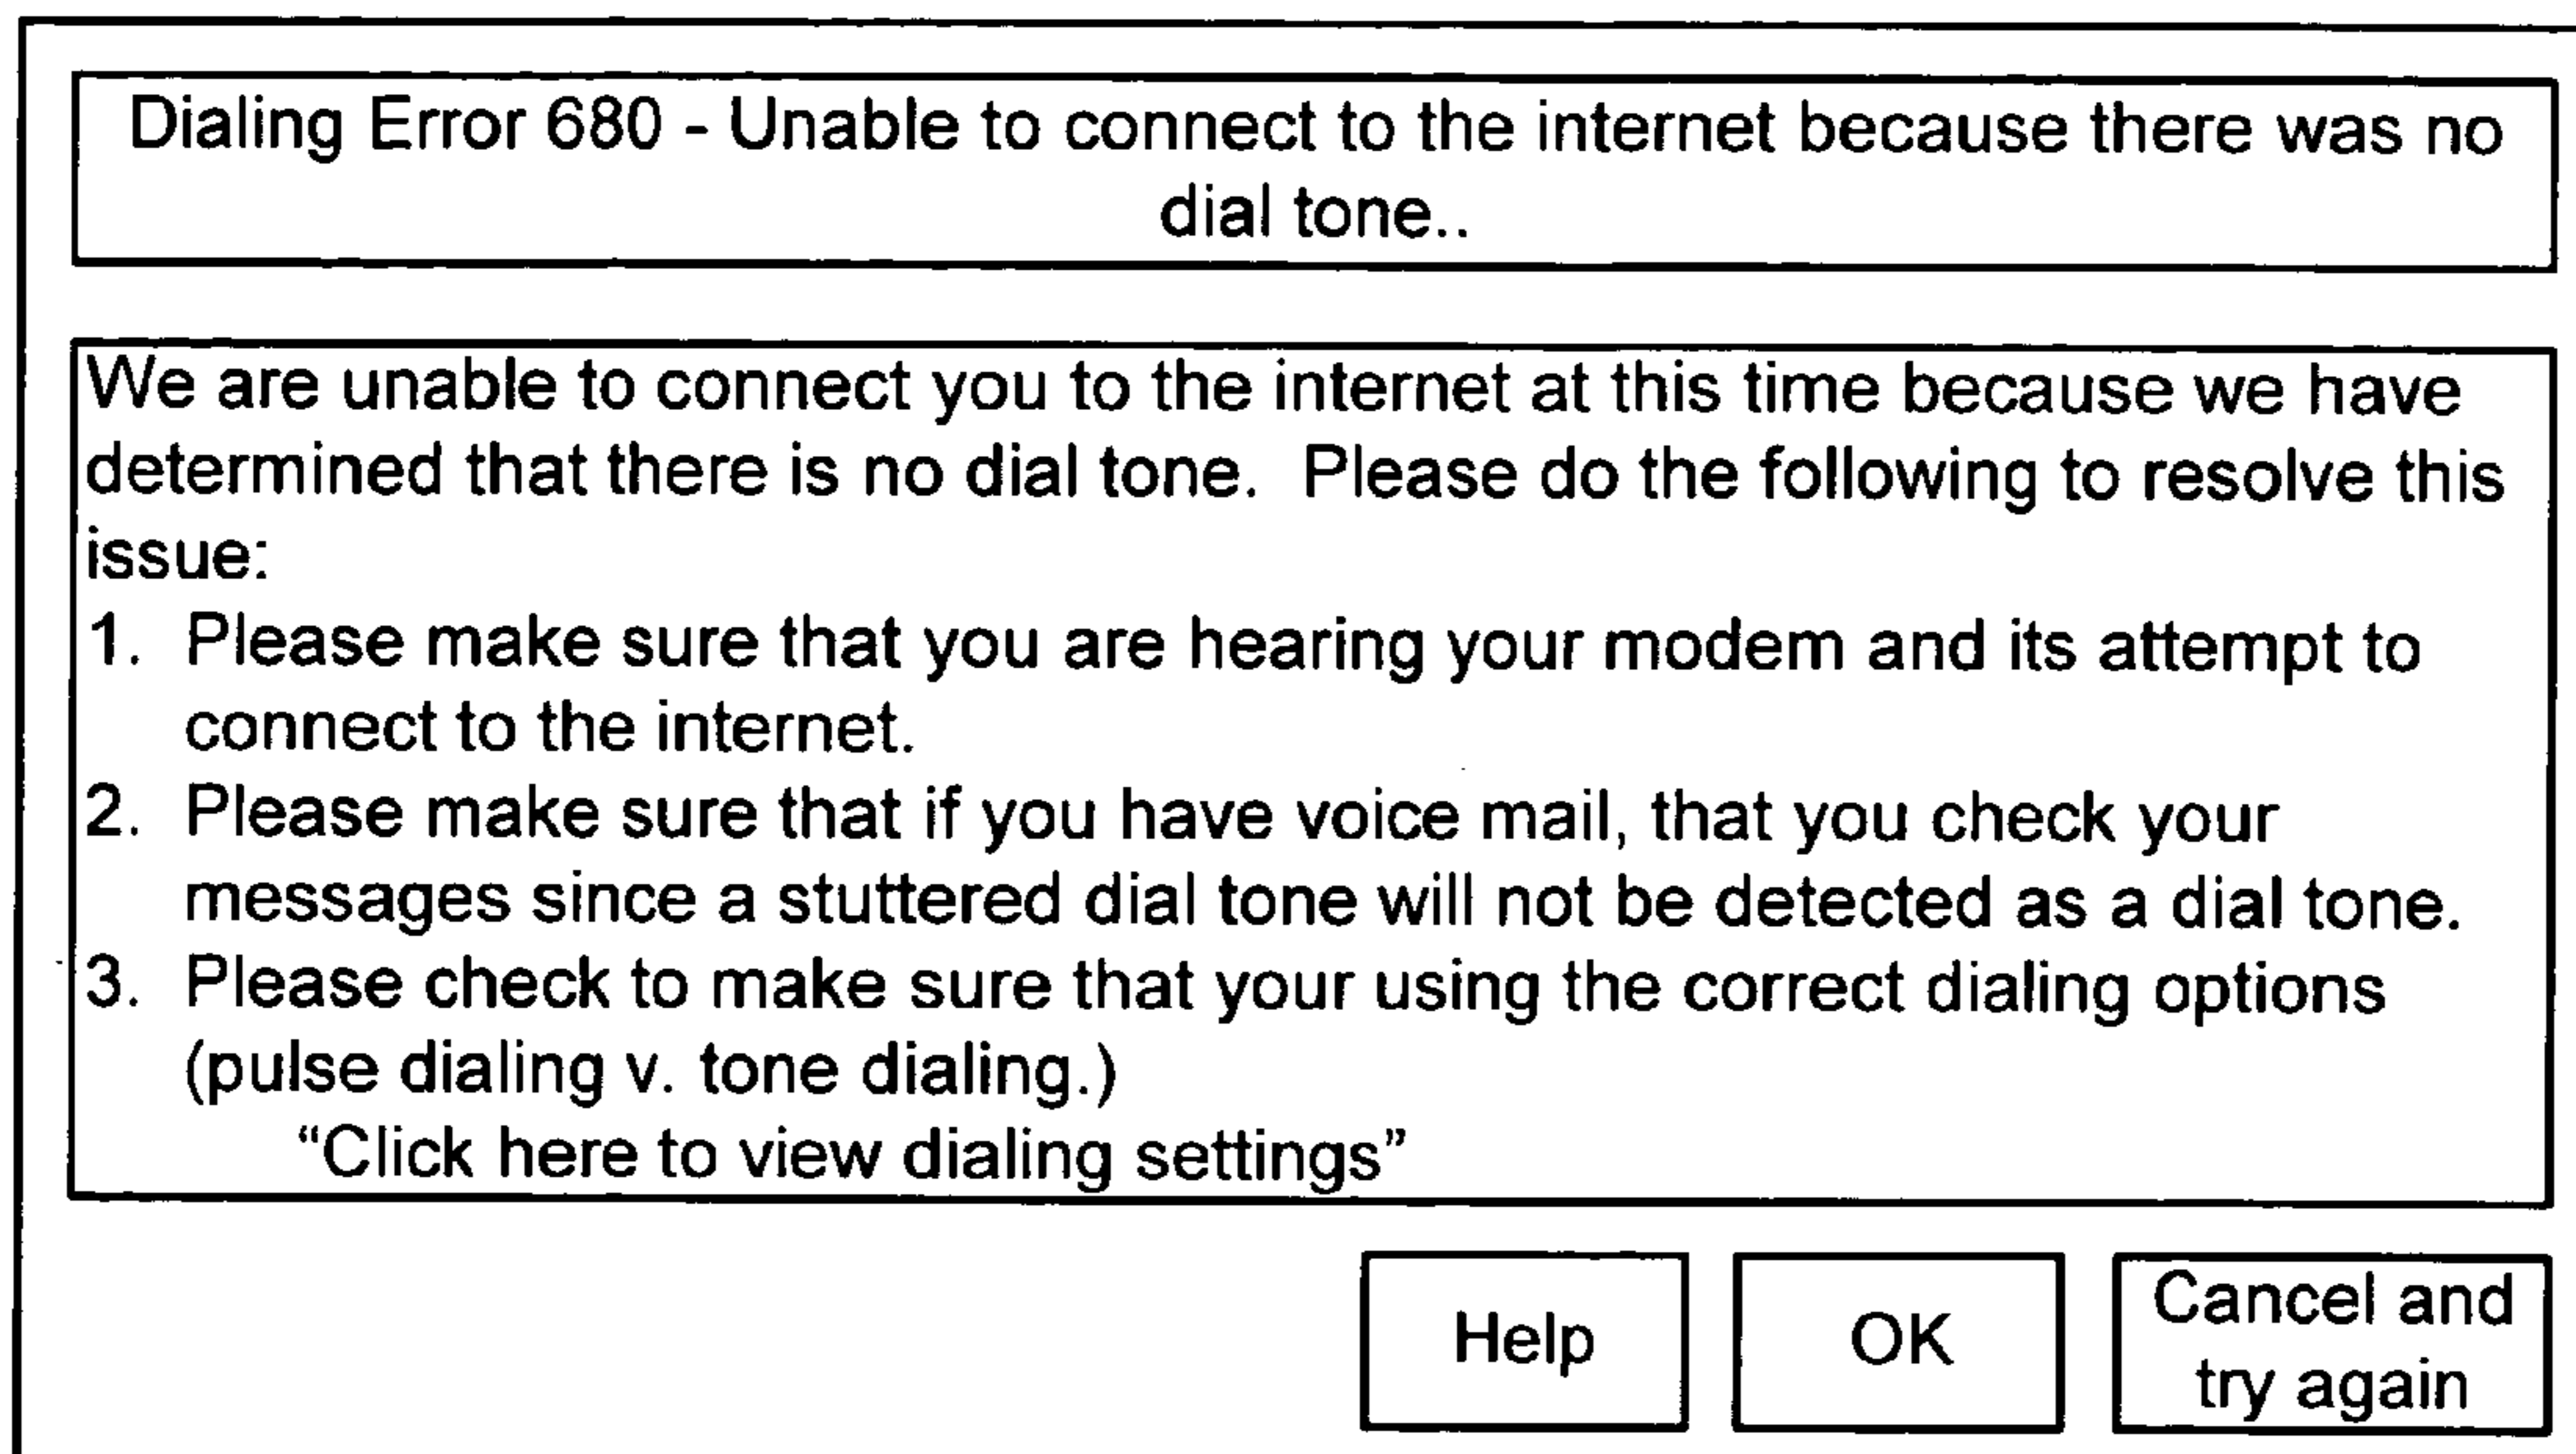 Dialing Error 680 - Unable to connect to the internet because there was no
dial tone..
We are unable to connect you to the internet at this time because we have
determined that there is no dial tone.  Please do the following to resolve this
issue:
1. Please make sure that you are hearing your modem and its attempt to
connect to the internet.
2. Please make sure that if you have voice mail, that you check your
messages since a stuttered dial tone will not be detected as a dial tone.
3. Please check to make sure that your using the correct dialing options
(pulse dialing v. tone dialing.)
“Click here to view dialing settings”
Help
OK
Cancel and
try again